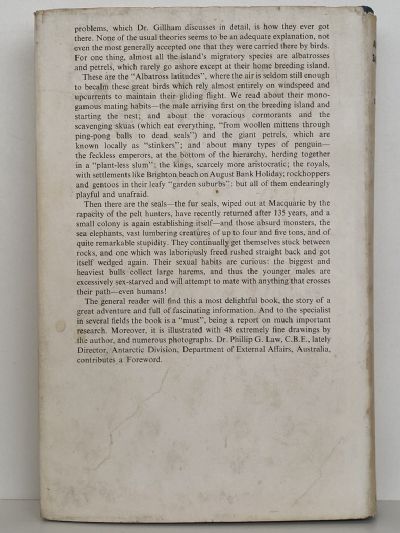 problems, which Dr. Gillham discusses in detail, is how they ever got
there. None of the usual theories seems to be an adequate explanation, not
even the most generally accepted one that they were carried there by birds.
For one thing, almost all the island's migratory species are albatrosses
and petrels, which rarely go ashore except at their home breeding island.
These are the "Albatross latitudes", where the air is seldom still enough
to becalm these great birds which rely almost entirely on windspeed and
upcurrents to maintain their gliding flight. We read about their mono-
gamous mating habits—the male arriving first on the breeding island and
starting the nest; and about the voracious cormorants and the
scavenging skuas (which eat everything, "from woollen mittens through
ping-pong balls to dead seals") and the giant petrels, which are
known locally as "stinkers"; and about many types of penguin—
the feckless emperors, at the bottom of the hierarchy, herding together
in a "plant-less slum"; the kings, scarcely more aristocratic; the royals,
with settlements like Brighton beach on August Bank Holiday; rockhoppers
and gentoos in their leafy "garden suburbs": but all of them endearingly
playful and unafraid.
Then there are the seals—the fur seals, wiped out at Macquarie by the
rapacity of the pelt hunters, have recently returned after 135 years, and a
small colony is again establishing itself—and those absurd monsters, the
sea elephants, vast lumbering creatures of up to four and five tons, and of
quite remarkable stupidity. They continually get themselves stuck between
rocks, and one which was laboriously freed rushed straight back and got
itself wedged again. Their sexual habits are curious: the biggest and
heaviest bulls collect large harems, and thus the younger males are
excessively sex-starved and will attempt to mate with anything that crosses
their path—even humans!
The general reader will find this a most delightful book, the story of a
great adventure and full of fascinating information. And to the specialist
in several fields the book is a "must", being a report on much important
research. Moreover, it is illustrated with 48 extremely fine drawings by
the author, and numerous photographs. Dr. Phillip G. Law, C.B.E., lately
Director, Antarctic Division, Department of External Affairs, Australia,
contributes a Foreword.